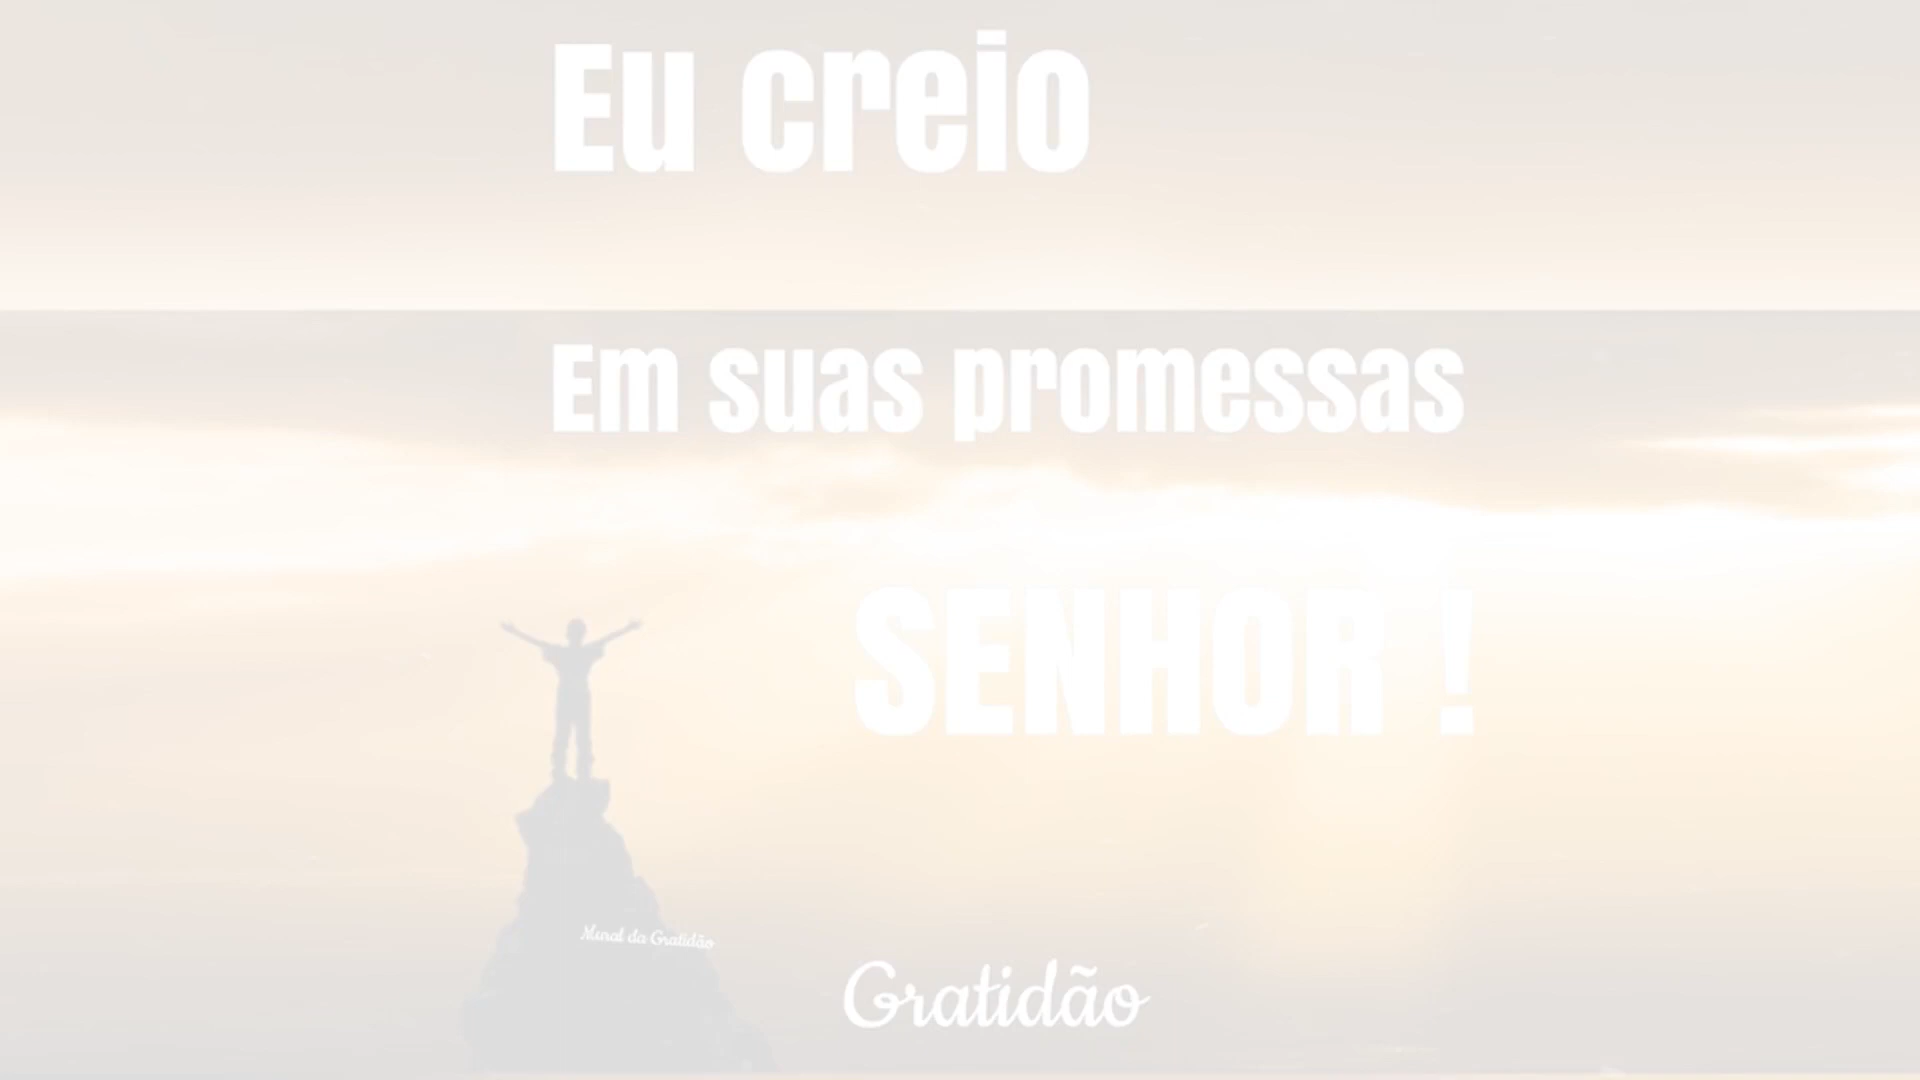 Eu creio
Em suas promessas
SENHOR !
Mural da Gratidão
Gratidão